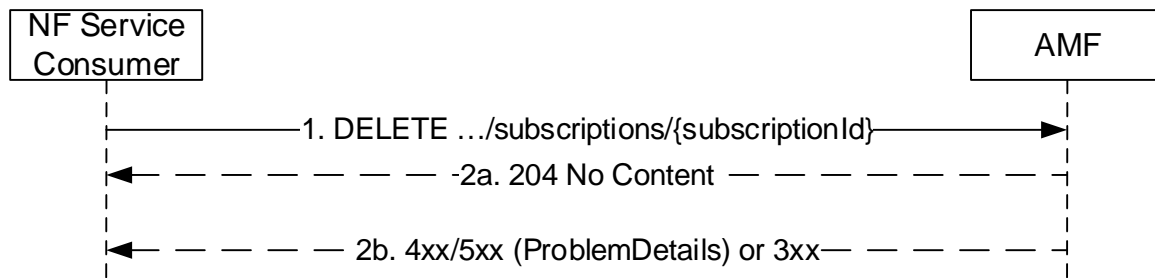 NF Service
Consumer
AMF
1. DELETE …/subscriptions/{subscriptionId}
2a. 204 No Content
2b. 4xx/5xx (ProblemDetails) or 3xx